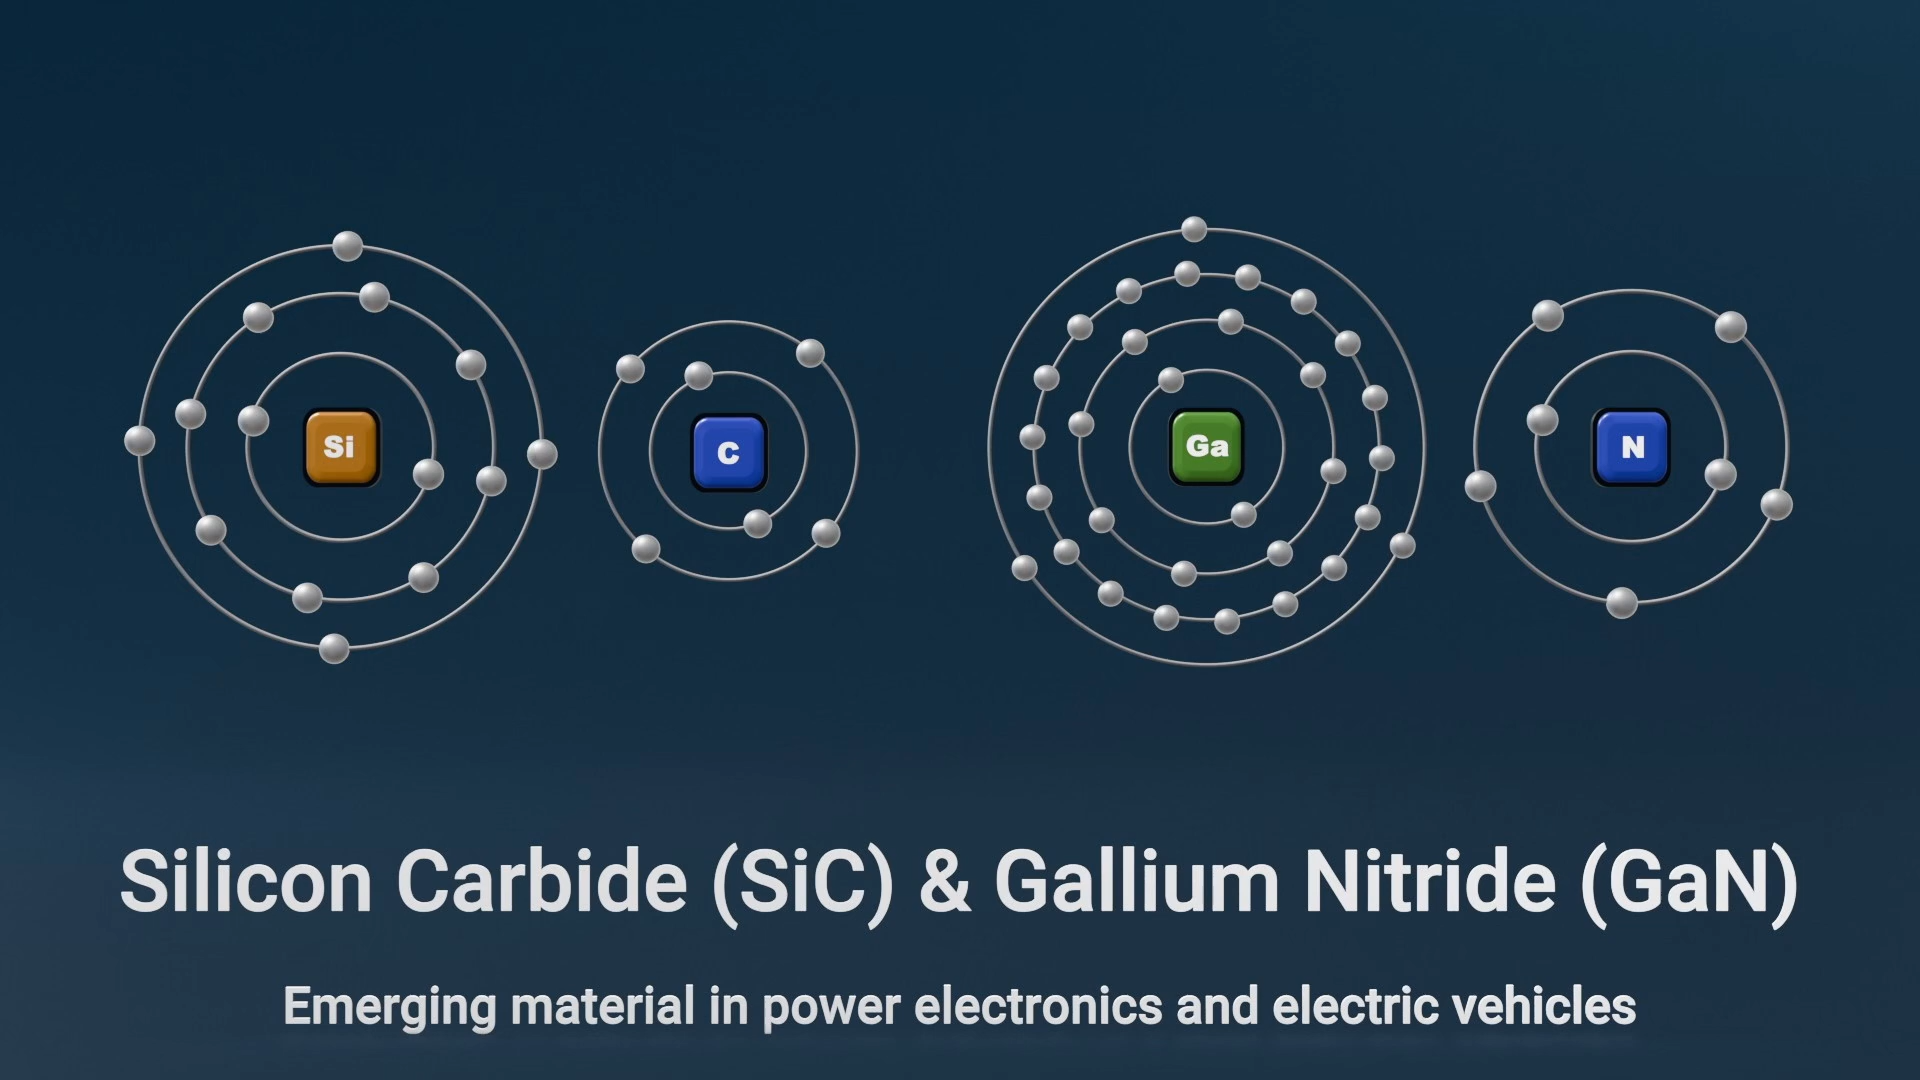 Si
C
Ga
N
Silicon Carbide (SiC) & Gallium Nitride (GaN)
Emerging material in power electronics and electric vehicles